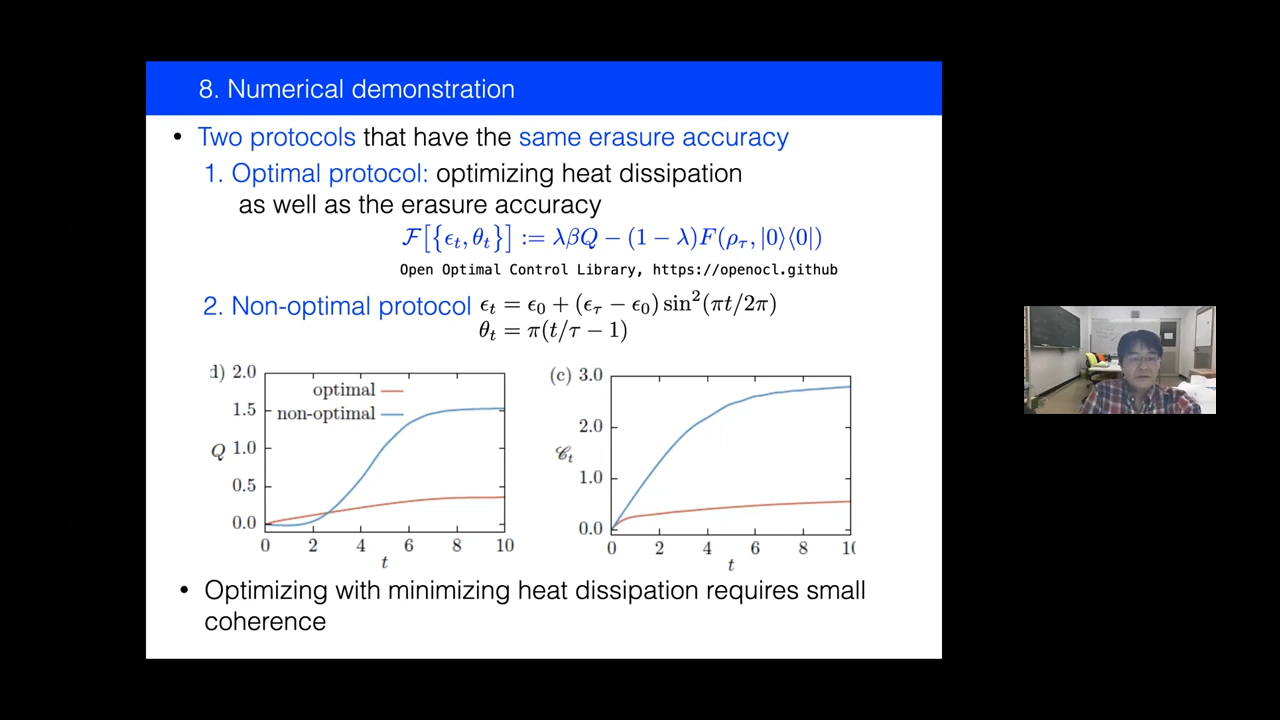 8. Numerical demonstration
• Two protocols that have the same erasure accuracy
1. Optimal protocol: optimizing heat dissipation
as well as the erasure accuracy
ℱ[{ϵt, θt}] := λβQ − (1 − λ)F(ρτ, |0⟩⟨0|)
Open Optimal Control Library, https://openocl.github
2. Non-optimal protocol ϵt = ϵ0 + (ϵτ − ϵ0) sin²(πt/2π)
θt = π(t/τ − 1)
d) 2.0
optimal
non-optimal
1.5
Q 1.0
0.5
0.0
0 2 4 6 8 10
t
(c) 3.0
2.0
𝒞t
1.0
0.0
0 2 4 6 8 10
t
• Optimizing with minimizing heat dissipation requires small
coherence